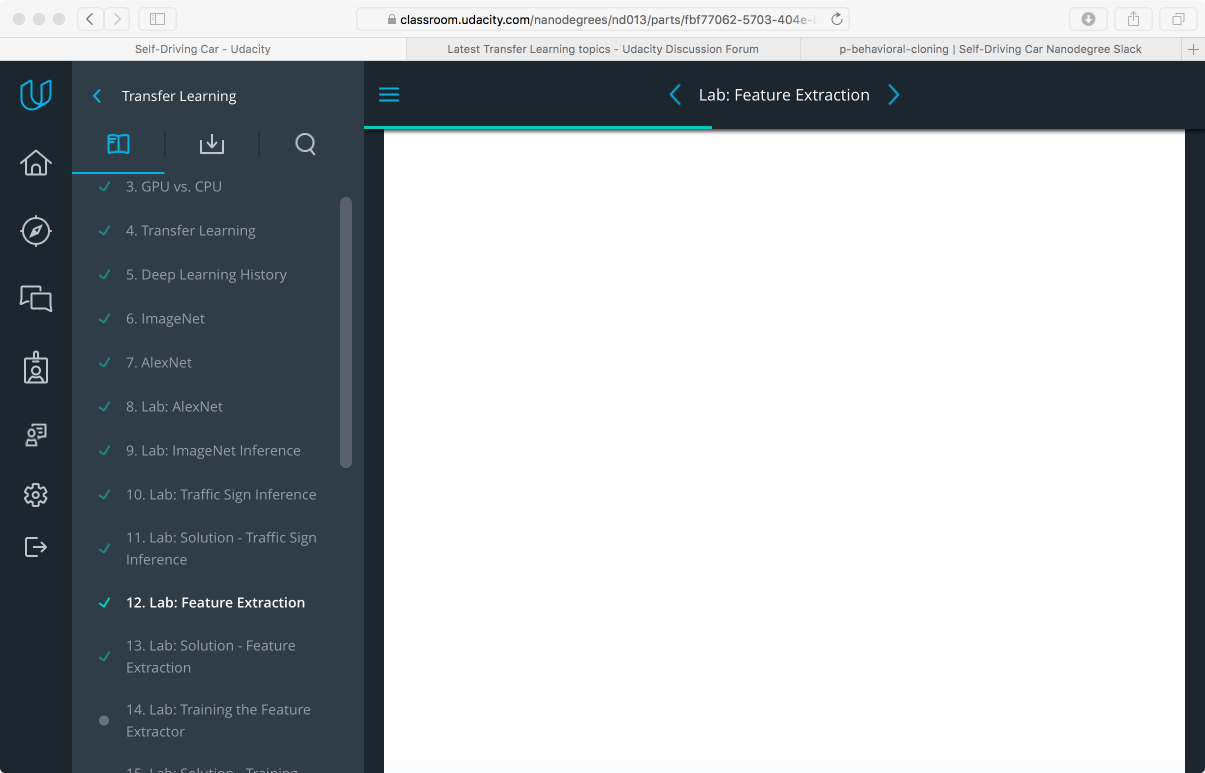 classroom.udacity.com/nanodegrees/nd013/parts/fbf77062-5703-404e-
Self-Driving Car - Udacity
Latest Transfer Learning topics - Udacity Discussion Forum
p-behavioral-cloning | Self-Driving Car Nanodegree Slack
Transfer Learning
Lab: Feature Extraction
3. GPU vs. CPU
4. Transfer Learning
5. Deep Learning History
6. ImageNet
7. AlexNet
8. Lab: AlexNet
9. Lab: ImageNet Inference
10. Lab: Traffic Sign Inference
11. Lab: Solution - Traffic Sign
Inference
12. Lab: Feature Extraction
13. Lab: Solution - Feature
Extraction
14. Lab: Training the Feature
Extractor
15. Lab: Solution - Training